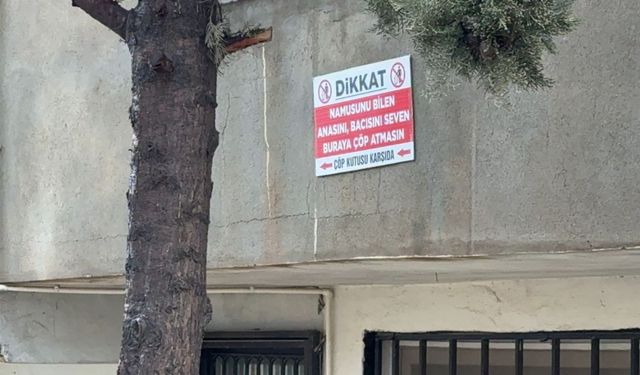 DİKKAT
NAMUSUNU BİLEN
ANASINI, BACISINI SEVEN
BURAYA ÇÖP ATMASIN
ÇÖP KUTUSU KARŞIDA